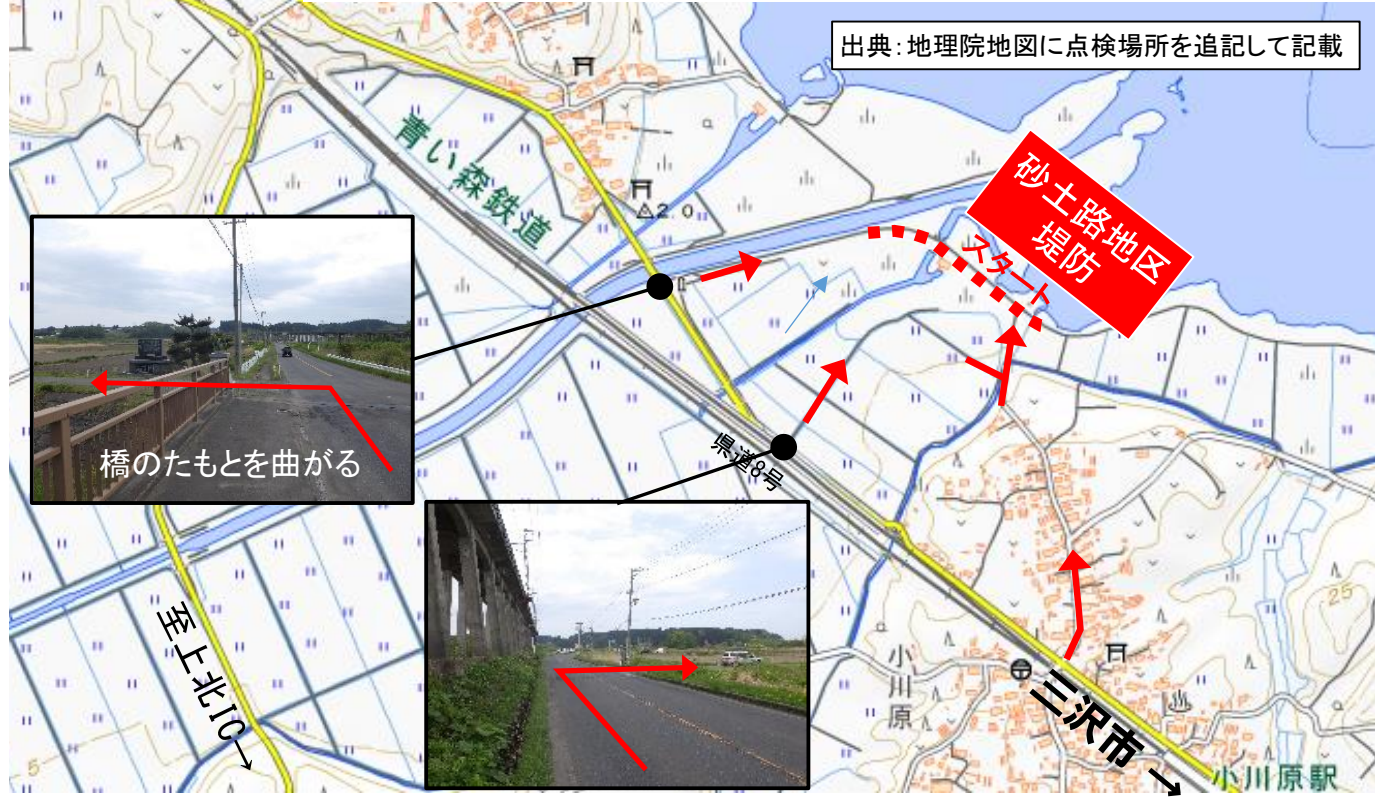 出典:地理院地図に点検場所を追記して記載
青い森鉄道
2.0
砂土路地区
堤防
スタート
橋のたもとを曲がる
県道8号
至上北IC→
小川原
25
三沢市→
小川原駅
5